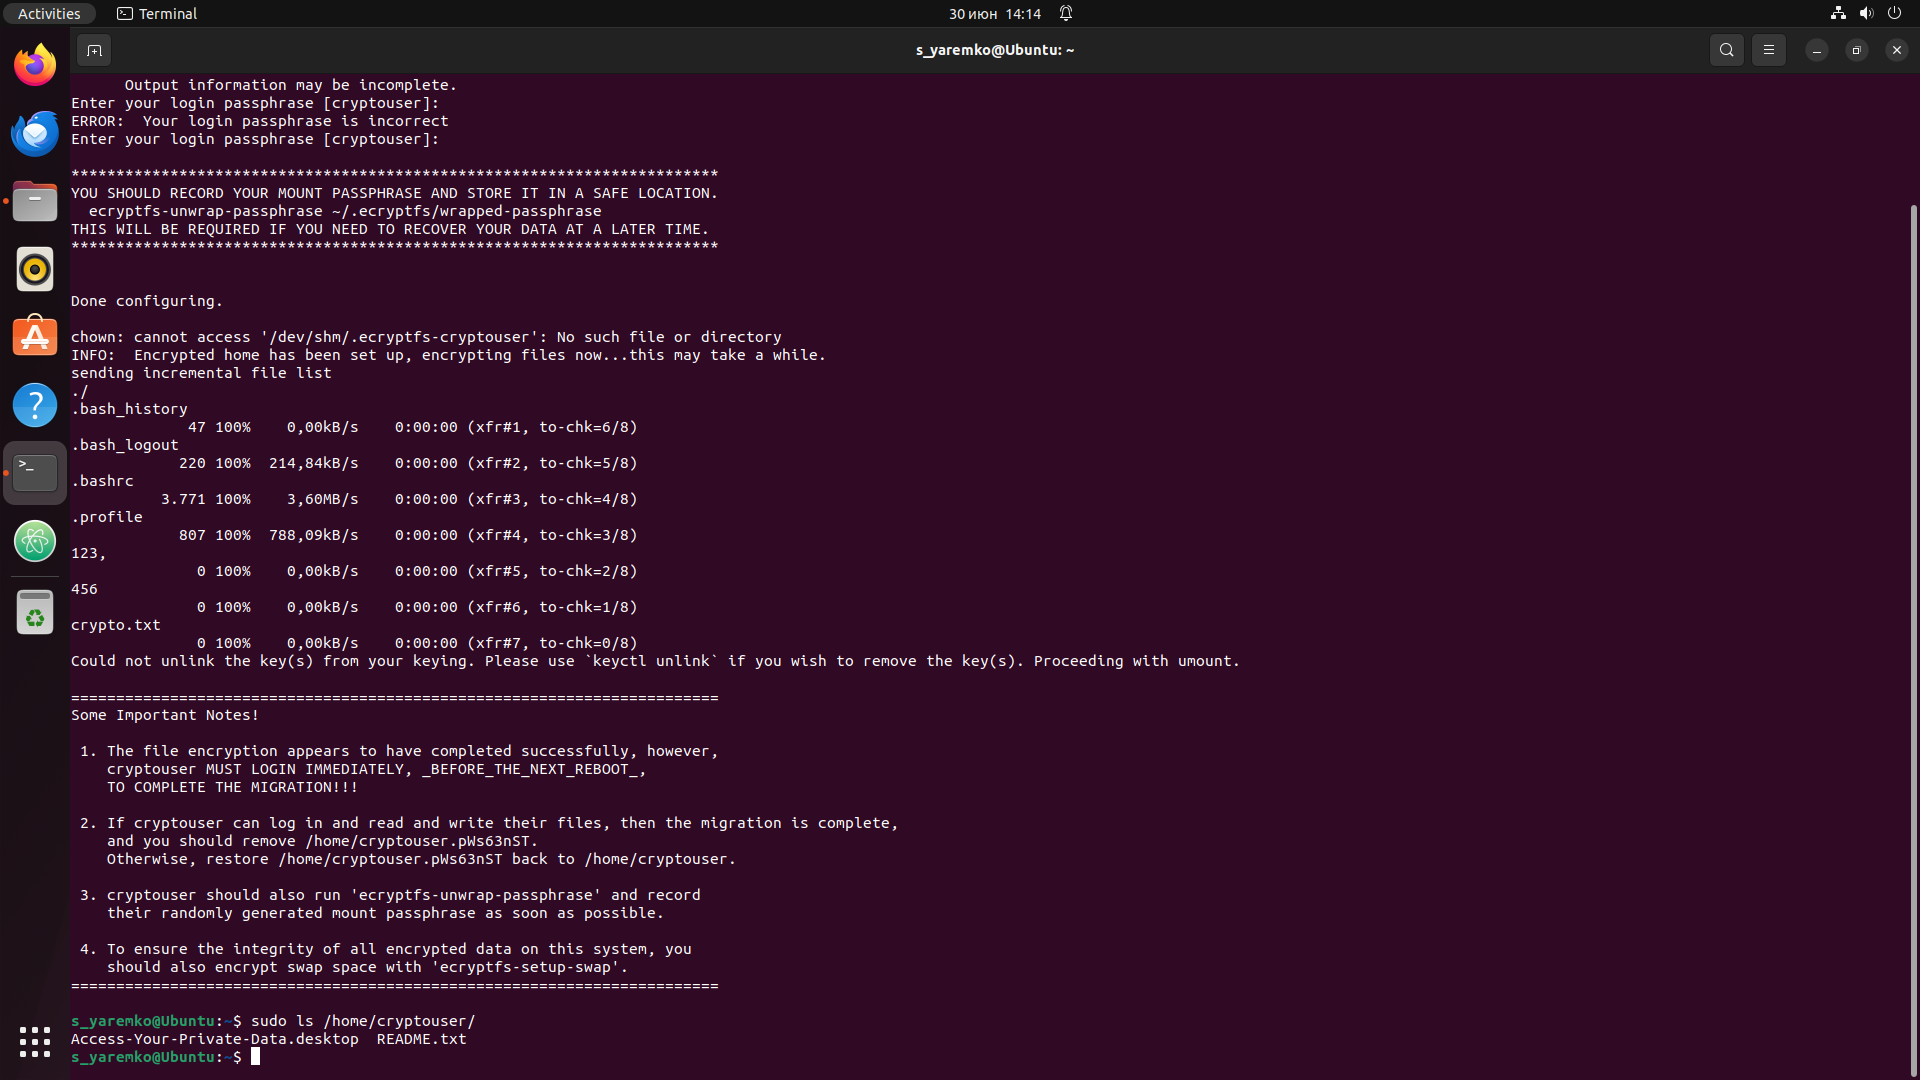 Activities
Terminal
30 июн 14:14
s_yaremko@Ubuntu: ~
Output information may be incomplete.
Enter your login passphrase [cryptouser]:
ERROR:  Your login passphrase is incorrect
Enter your login passphrase [cryptouser]:
************************************************************************
YOU SHOULD RECORD YOUR MOUNT PASSPHRASE AND STORE IT IN A SAFE LOCATION.
  ecryptfs-unwrap-passphrase ~/.ecryptfs/wrapped-passphrase
THIS WILL BE REQUIRED IF YOU NEED TO RECOVER YOUR DATA AT A LATER TIME.
************************************************************************
Done configuring.
chown: cannot access '/dev/shm/.ecryptfs-cryptouser': No such file or directory
INFO:  Encrypted home has been set up, encrypting files now...this may take a while.
sending incremental file list
./
.bash_history
             47 100%    0,00kB/s    0:00:00 (xfr#1, to-chk=6/8)
.bash_logout
            220 100%  214,84kB/s    0:00:00 (xfr#2, to-chk=5/8)
.bashrc
          3.771 100%    3,60MB/s    0:00:00 (xfr#3, to-chk=4/8)
.profile
            807 100%  788,09kB/s    0:00:00 (xfr#4, to-chk=3/8)
123,
              0 100%    0,00kB/s    0:00:00 (xfr#5, to-chk=2/8)
456
              0 100%    0,00kB/s    0:00:00 (xfr#6, to-chk=1/8)
crypto.txt
              0 100%    0,00kB/s    0:00:00 (xfr#7, to-chk=0/8)
Could not unlink the key(s) from your keying. Please use `keyctl unlink` if you wish to remove the key(s). Proceeding with umount.
========================================================================
Some Important Notes!
 1. The file encryption appears to have completed successfully, however,
    cryptouser MUST LOGIN IMMEDIATELY, _BEFORE_THE_NEXT_REBOOT_,
    TO COMPLETE THE MIGRATION!!!
 2. If cryptouser can log in and read and write their files, then the migration is complete,
    and you should remove /home/cryptouser.pWs63nST.
    Otherwise, restore /home/cryptouser.pWs63nST back to /home/cryptouser.
 3. cryptouser should also run 'ecryptfs-unwrap-passphrase' and record
    their randomly generated mount passphrase as soon as possible.
 4. To ensure the integrity of all encrypted data on this system, you
    should also encrypt swap space with 'ecryptfs-setup-swap'.
========================================================================
s_yaremko@Ubuntu:~$ sudo ls /home/cryptouser/
Access-Your-Private-Data.desktop  README.txt
s_yaremko@Ubuntu:~$